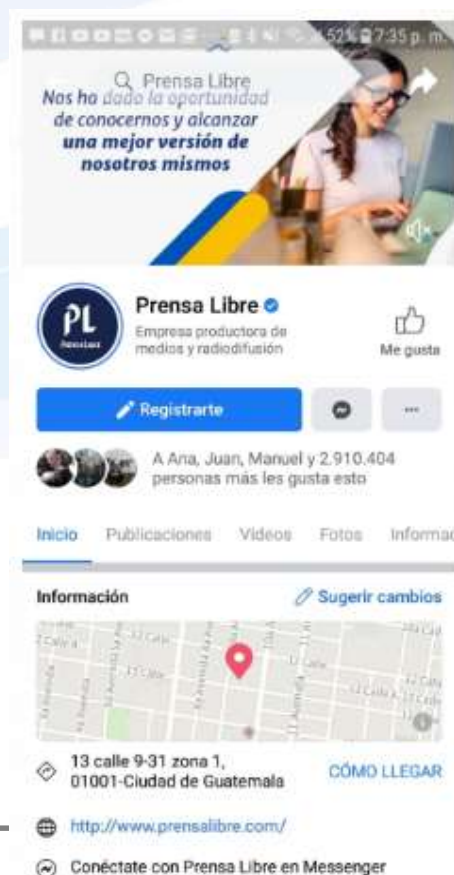 52% 7:35 p. m.
Prensa Libre
Nos ha dado la oportunidad
de conocernos y alcanzar
una mejor versión de
nosotros mismos
PL
Prensa Libre
Empresa productora de
medios y radiodifusión
Me gusta
Registrarte
A Ana, Juan, Manuel y 2.910.404
personas más les gusta esto
Inicio Publicaciones Videos Fotos Informac
Información Sugerir cambios
13 calle 9-31 zona 1,
01001-Ciudad de Guatemala
CÓMO LLEGAR
http://www.prensalibre.com/
Conéctate con Prensa Libre en Messenger